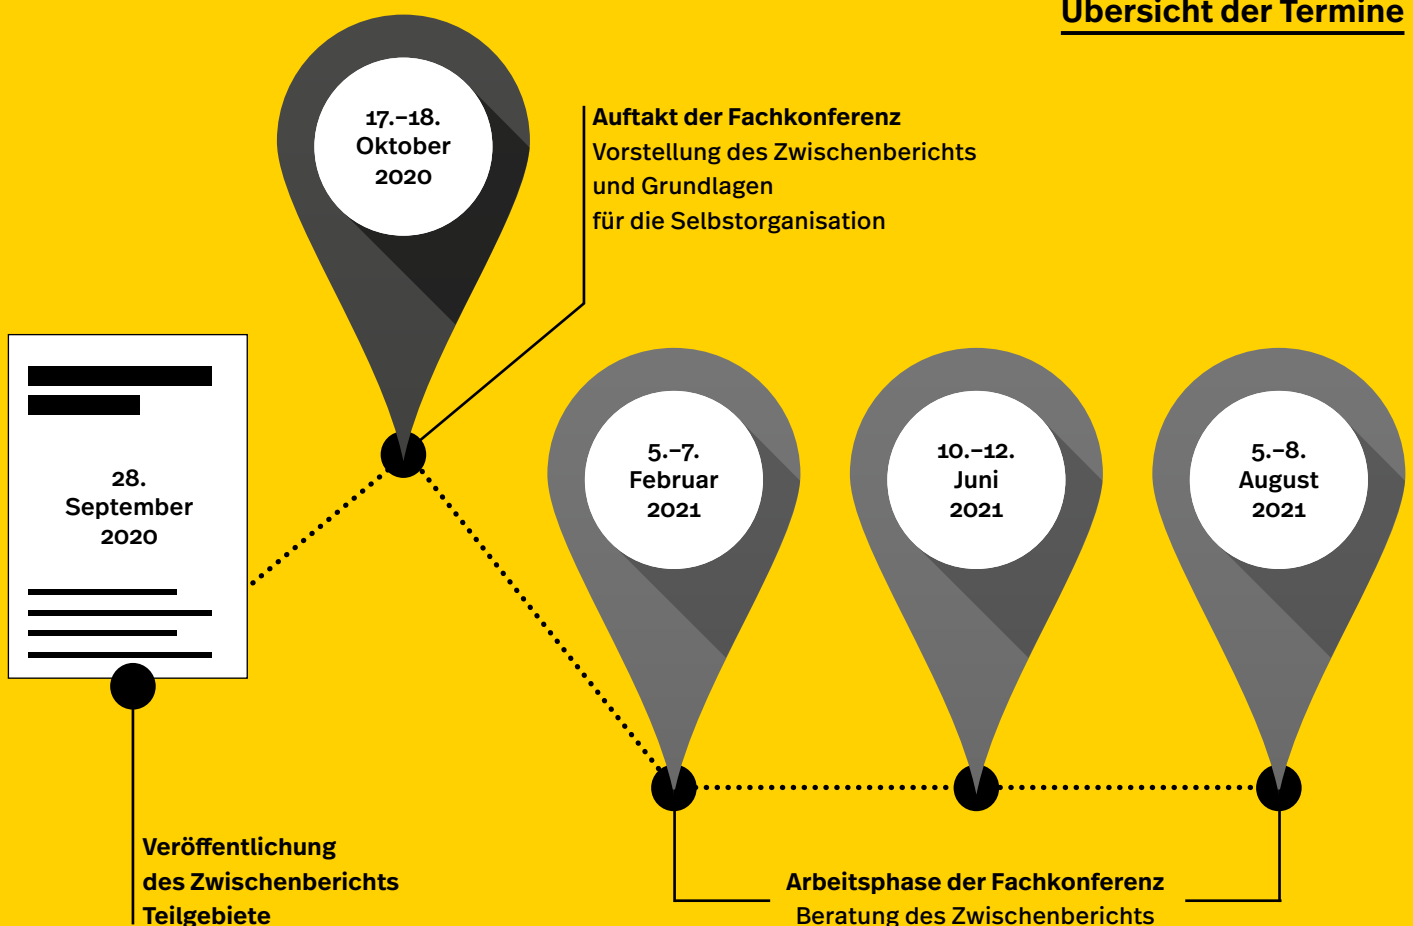 Übersicht der Termine
17.–18.
Oktober
2020
Auftakt der Fachkonferenz
Vorstellung des Zwischenberichts
und Grundlagen
für die Selbstorganisation
28.
September
2020
5.–7.
Februar
2021
10.–12.
Juni
2021
5.–8.
August
2021
Veröffentlichung
des Zwischenberichts
Teilgebiete
Arbeitsphase der Fachkonferenz
Beratung des Zwischenberichts